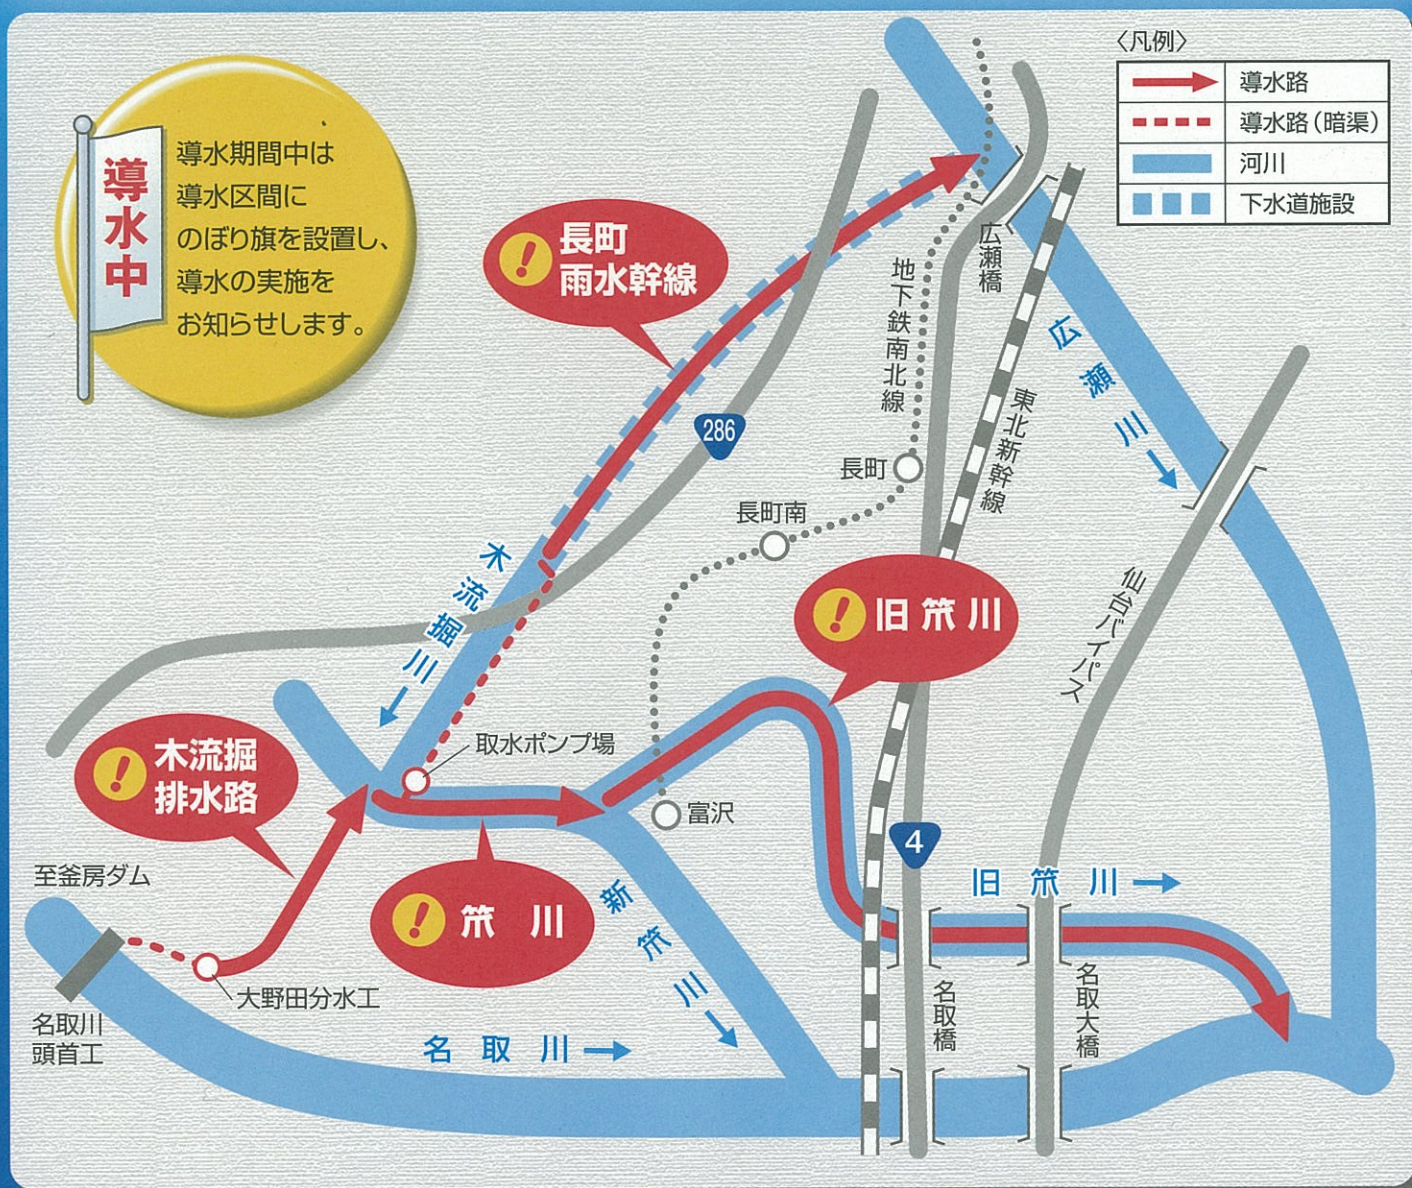 導水中
導水期間中は
導水区間に
のぼり旗を設置し、
導水の実施を
お知らせします。
〈凡例〉
導水路
導水路(暗渠)
河川
下水道施設
長町
雨水幹線
広瀬橋
地下鉄南北線
広瀬川
東北新幹線
286
長町
長町南
木流堀川
旧笊川
仙台バイパス
取水ポンプ場
木流掘
排水路
富沢
4
至釜房ダム
笊川
旧笊川
新笊川
大野田分水工
名取川
頭首工
名取川
名取橋
名取大橋